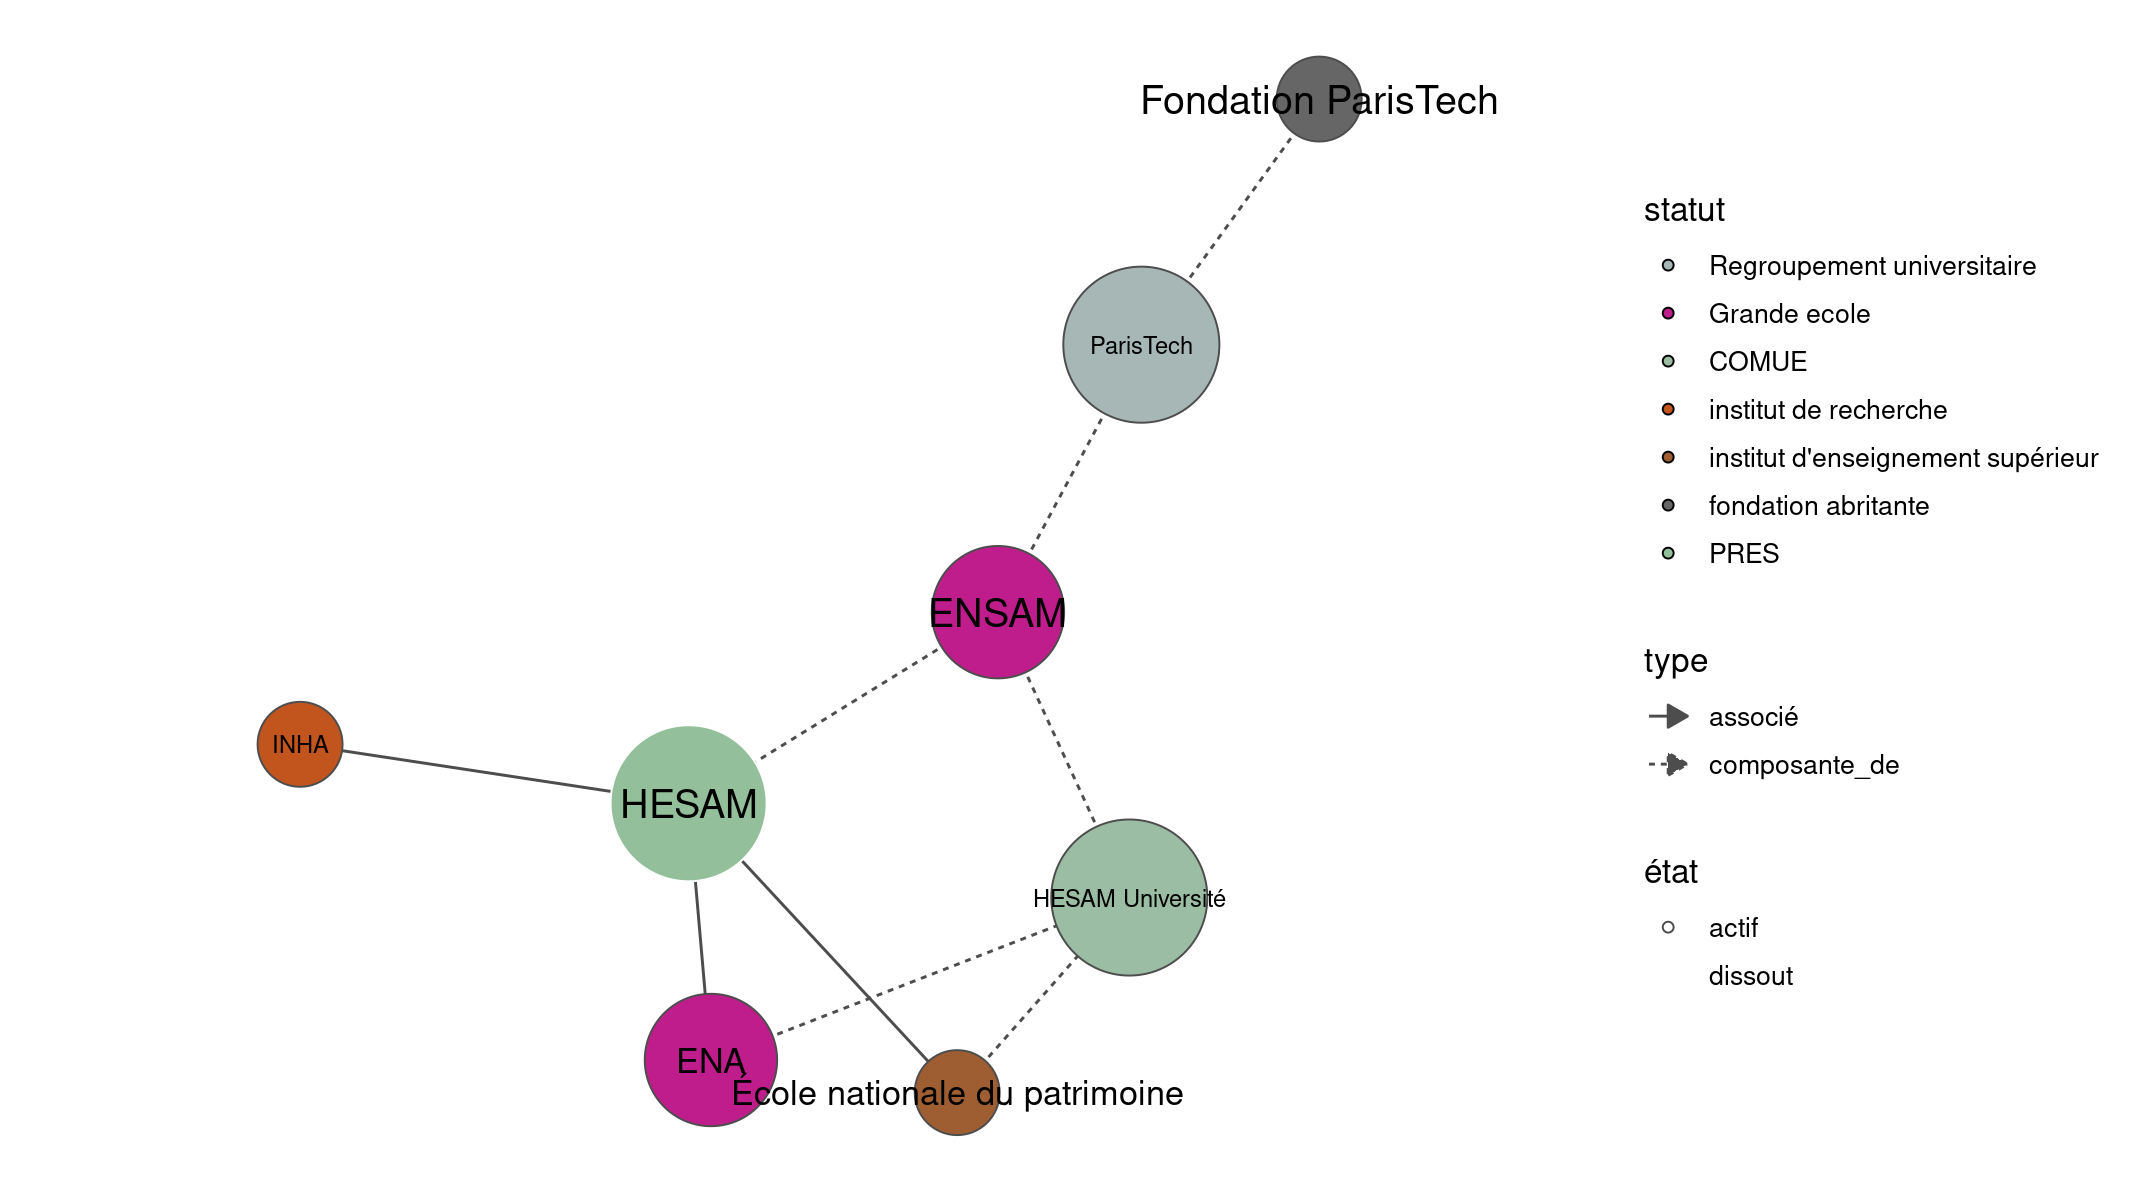 Fondation ParisTech
ParisTech
ENSAM
INHA
HESAM
HESAM Université
ENA
École nationale du patrimoine
statut
Regroupement universitaire
Grande ecole
COMUE
institut de recherche
institut d'enseignement supérieur
fondation abritante
PRES
type
associé
composante_de
état
actif
dissout